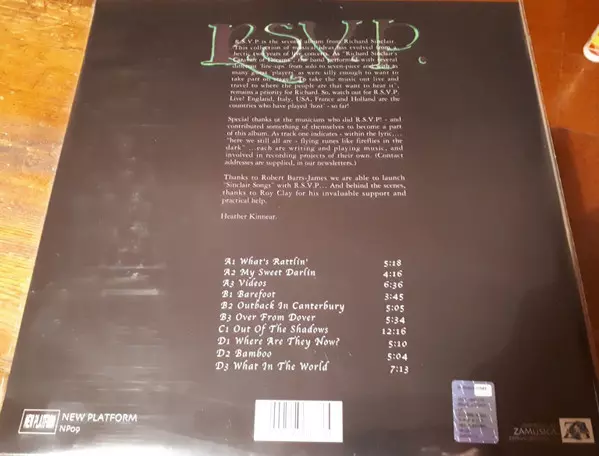 R.S.V.P.
R.S.V.P is the second album from Richard Sinclair.
This collection of musical ideas has evolved from a
hectic two years of live concerts. As "Richard Sinclair's
Caravan of Dreams", the band performed with several
different 'line-ups' from solo to seven-piece and with as
many guest 'players' as were silly enough to want to
take part on stage. "To take the music out live and
travel to where the people are that want to hear it",
remains a priority for Richard. So, watch out for R.S.V.P.
Live! England, Italy, USA, France and Holland are the
countries who have played 'host' - so far!
Special thanks to the musicians who did R.S.V.P! - and
contributed something of themselves to become a part
of this album. As track one indicates - within the lyric,...
"here we still all are - flying tunes like fireflies in the
dark" ...each are writing and playing music, and
involved in recording projects of their own. (Contact
addresses are supplied, in our newsletters.)
Thanks to Robert Burrs-James we are able to launch
"Sinclair Songs" with R.S.V.P... And behind the scenes,
thanks to Roy Clay for his invaluable support and
practical help.
Heather Kinnear.
A1 What's Rattlin' 5:18
A2 My Sweet Darlin 4:16
A3 Videos 6:36
B1 Barefoot 3:45
B2 Outback In Canterbury 5:05
B3 Over From Dover 5:34
C1 Out Of The Shadows 12:16
D1 Where Are They Now? 5:10
D2 Bamboo 5:04
D3 What In The World 7:13
NEW PLATFORM
NEW PLATFORM
NP09
ZAMUSKA